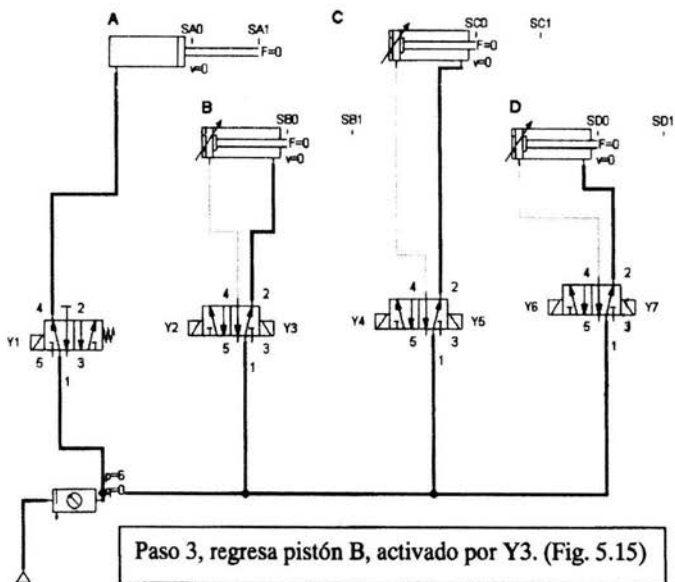 A
SA0 SA1
F=0
v=0
C
SC0 SC1
F=0
v=0
B
SB0 SB1
F=0
v=0
D
SD0 SD1
F=0
v=0
4 2
Y1
5 3
1
4 2
Y2 Y3
5 3
1
4 2
Y4 Y5
5 3
1
4 2
Y6 Y7
5 3
1
p=6
q=0
Paso 3, regresa pistón B, activado por Y3. (Fig. 5.15)